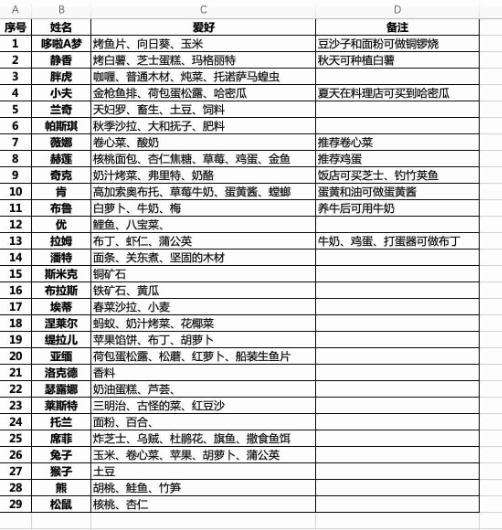 A B C D
序号 姓名 爱好 备注
1 哆啦A梦 烤鱼片、向日葵、玉米 豆沙子和面粉可做铜锣烧
2 静香 烤白薯、芝士蛋糕、玛格丽特 秋天可种植白薯
3 胖虎 咖喱、普通木材、炖菜、托诺萨马蝗虫
4 小夫 金枪鱼排、荷包蛋松露、哈密瓜 夏天在料理店可买到哈密瓜
5 兰奇 天妇罗、畜生、土豆、饲料
6 帕斯琪 秋季沙拉、大和抚子、肥料
7 薇娜 卷心菜、酸奶 推荐卷心菜
8 赫莲 核桃面包、杏仁焦糖、草莓、鸡蛋、金鱼 推荐鸡蛋
9 奇克 奶汁烤菜、弗里特、奶酪 饭店可买芝士、钓竹荚鱼
10 肯 高加索奥布托、草莓牛奶、蛋黄酱、螳螂 蛋黄和油可做蛋黄酱
11 布鲁 白萝卜、牛奶、梅 养牛后可用牛奶
12 优 鲤鱼、八宝菜、
13 拉姆 布丁、虾仁、蒲公英 牛奶、鸡蛋、打蛋器可做布丁
14 潘特 面条、关东煮、坚固的木材
15 斯米克 铜矿石
16 布拉斯 铁矿石、黄瓜
17 埃蒂 春菜沙拉、小麦
18 涅莱尔 蚂蚁、奶汁烤菜、花椰菜
19 缇拉儿 苹果馅饼、布丁、胡萝卜
20 亚缅 荷包蛋松露、松蘑、红萝卜、船装生鱼片
21 洛克德 香料
22 瑟露娜 奶油蛋糕、芦荟、
23 莱斯特 三明治、古怪的菜、红豆沙
24 托兰 面粉、百合、
25 席菲 炸芝士、乌贼、杜鹃花、旗鱼、撒食鱼饵
26 兔子 玉米、卷心菜、苹果、胡萝卜、蒲公英
27 猴子 土豆
28 熊 胡桃、鲑鱼、竹笋
29 松鼠 核桃、杏仁